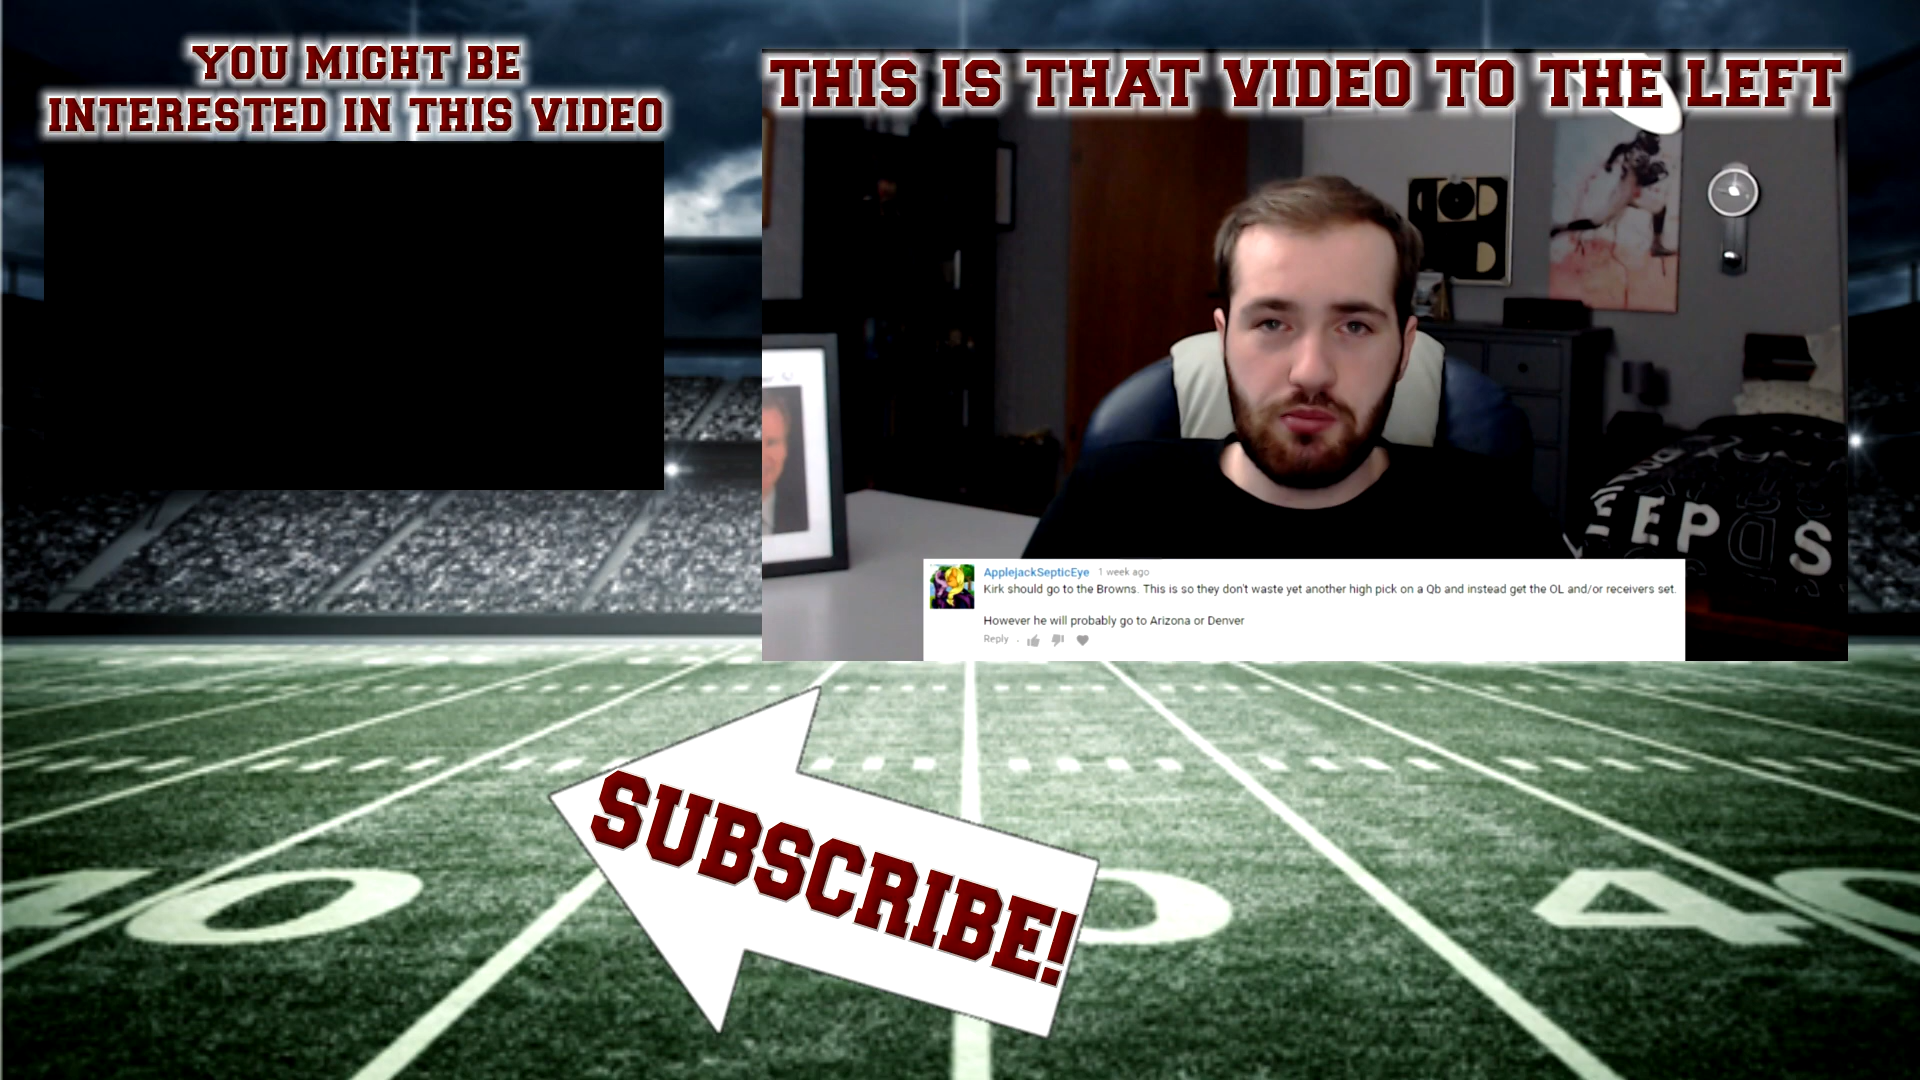 YOU MIGHT BE
INTERESTED IN THIS VIDEO
THIS IS THAT VIDEO TO THE LEFT
ApplejackSepticEye 1 week ago
Kirk should go to the Browns. This is so they don't waste yet another high pick on a Qb and instead get the OL and/or receivers set.
However he will probably go to Arizona or Denver
Reply
SUBSCRIBE!
4